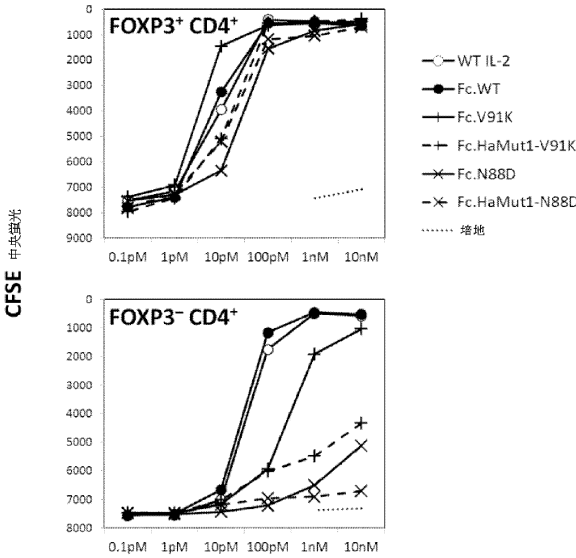 FOXP3⁺ CD4⁺
0
1000
2000
3000
4000
5000
6000
7000
8000
9000
0.1pM 1pM 10pM 100pM 1nM 10nM
WT IL-2
Fc.WT
Fc.V91K
Fc.HaMut1-V91K
Fc.N88D
Fc.HaMut1-N88D
培地
CFSE 中央蛍光
FOXP3⁻ CD4⁺
0
1000
2000
3000
4000
5000
6000
7000
8000
0.1pM 1pM 10pM 100pM 1nM 10nM